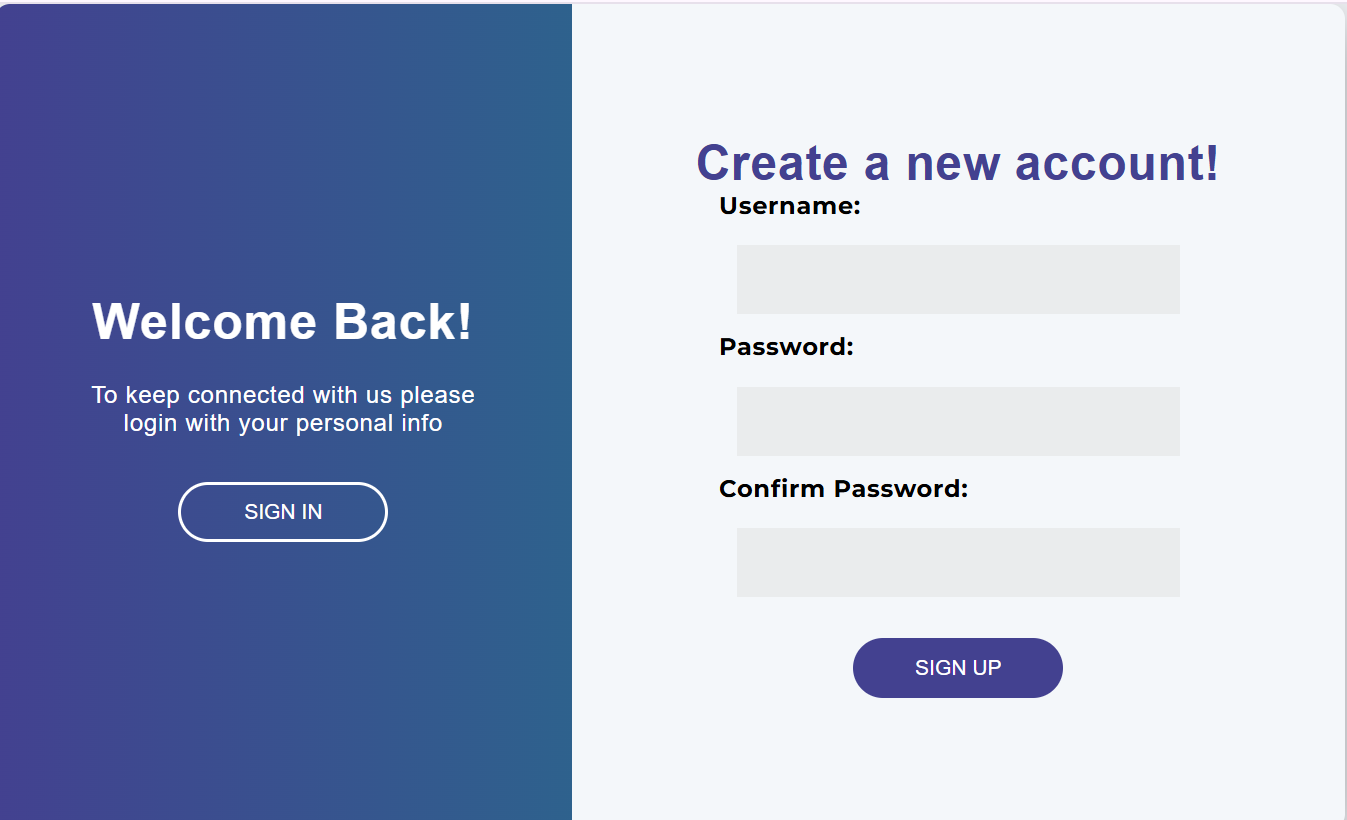 Welcome Back!
To keep connected with us please
login with your personal info
SIGN IN
Create a new account!
Username:
Password:
Confirm Password:
SIGN UP